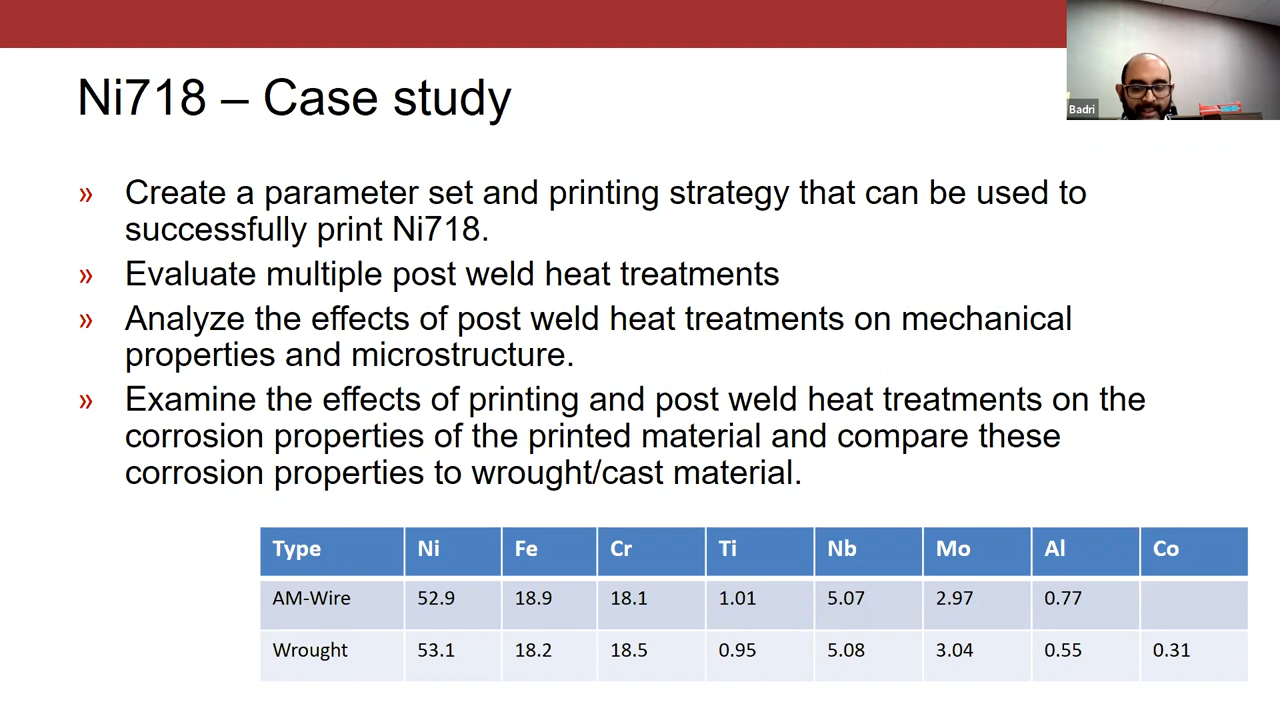 Ni718 – Case study
Badri
» Create a parameter set and printing strategy that can be used to
successfully print Ni718.
» Evaluate multiple post weld heat treatments
» Analyze the effects of post weld heat treatments on mechanical
properties and microstructure.
» Examine the effects of printing and post weld heat treatments on the
corrosion properties of the printed material and compare these
corrosion properties to wrought/cast material.
Type Ni Fe Cr Ti Nb Mo Al Co
AM-Wire 52.9 18.9 18.1 1.01 5.07 2.97 0.77
Wrought 53.1 18.2 18.5 0.95 5.08 3.04 0.55 0.31